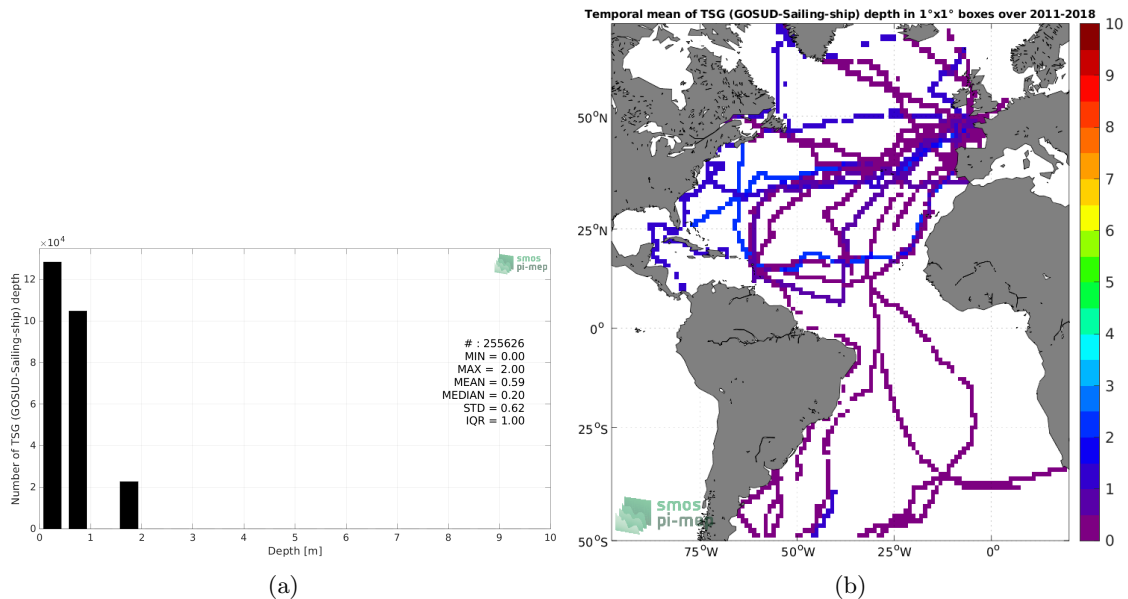 ×10⁴
12
10
8
6
4
2
0
0 1 2 3 4 5 6 7 8 9 10
Depth [m]
Number of TSG (GOSUD-Sailing-ship) depth
smos
pi-mep
# : 255626
MIN = 0.00
MAX = 2.00
MEAN = 0.59
MEDIAN = 0.20
STD = 0.62
IQR = 1.00
(a)
Temporal mean of TSG (GOSUD-Sailing-ship) depth in 1°x1° boxes over 2011-2018
50°N
25°N
0°
25°S
50°S
75°W 50°W 25°W 0°
smos
pi-mep
10
9
8
7
6
5
4
3
2
1
0
(b)